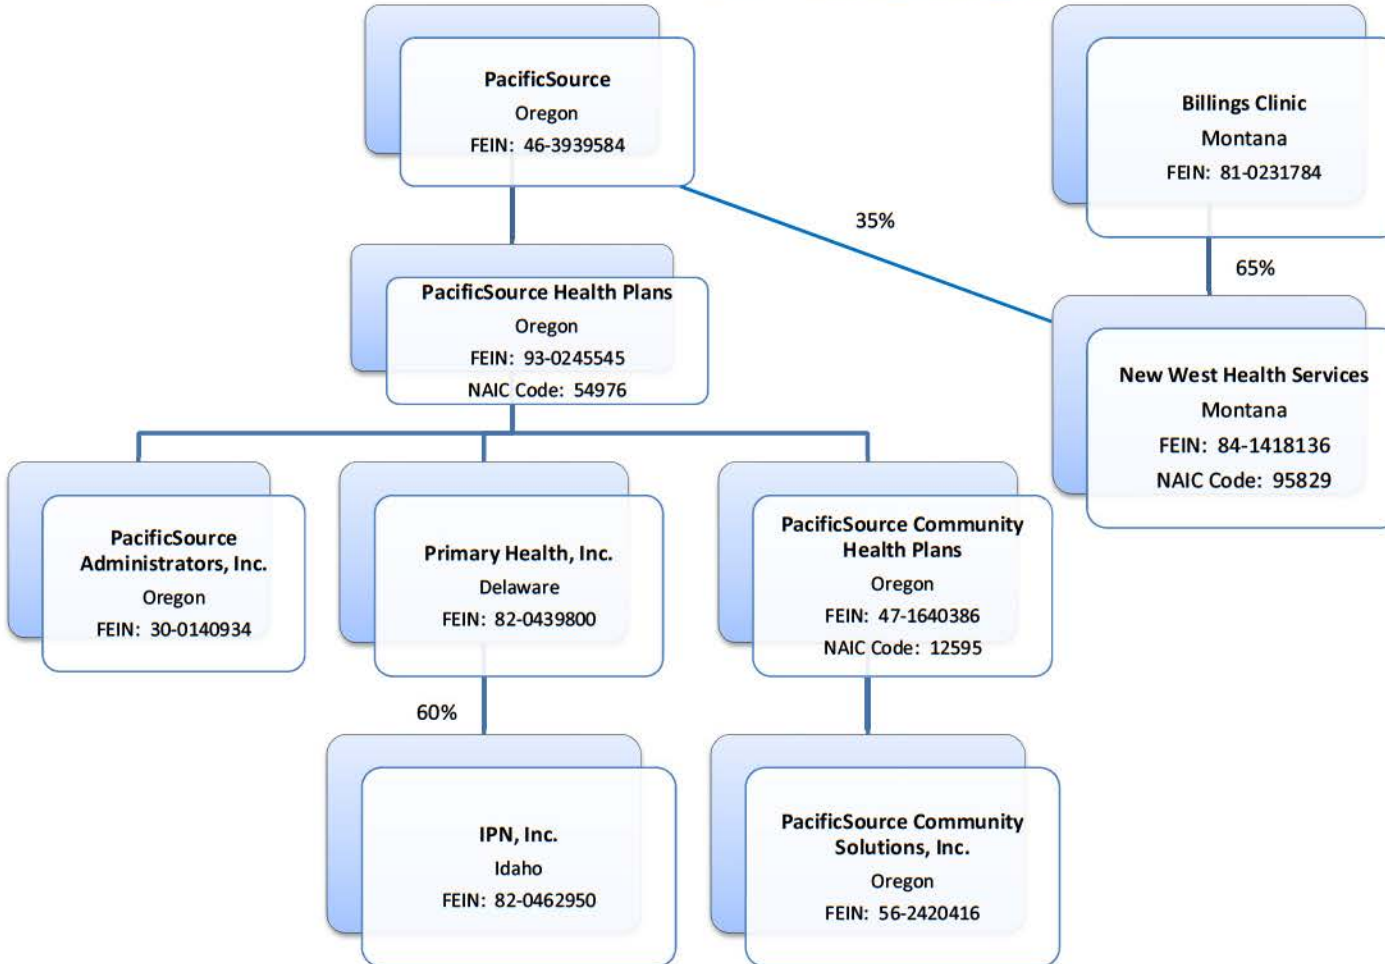 PacificSource
Oregon
FEIN: 46-3939584
Billings Clinic
Montana
FEIN: 81-0231784
35%
65%
PacificSource Health Plans
Oregon
FEIN: 93-0245545
NAIC Code: 54976
New West Health Services
Montana
FEIN: 84-1418136
NAIC Code: 95829
PacificSource
Administrators, Inc.
Oregon
FEIN: 30-0140934
Primary Health, Inc.
Delaware
FEIN: 82-0439800
PacificSource Community
Health Plans
Oregon
FEIN: 47-1640386
NAIC Code: 12595
60%
IPN, Inc.
Idaho
FEIN: 82-0462950
PacificSource Community
Solutions, Inc.
Oregon
FEIN: 56-2420416